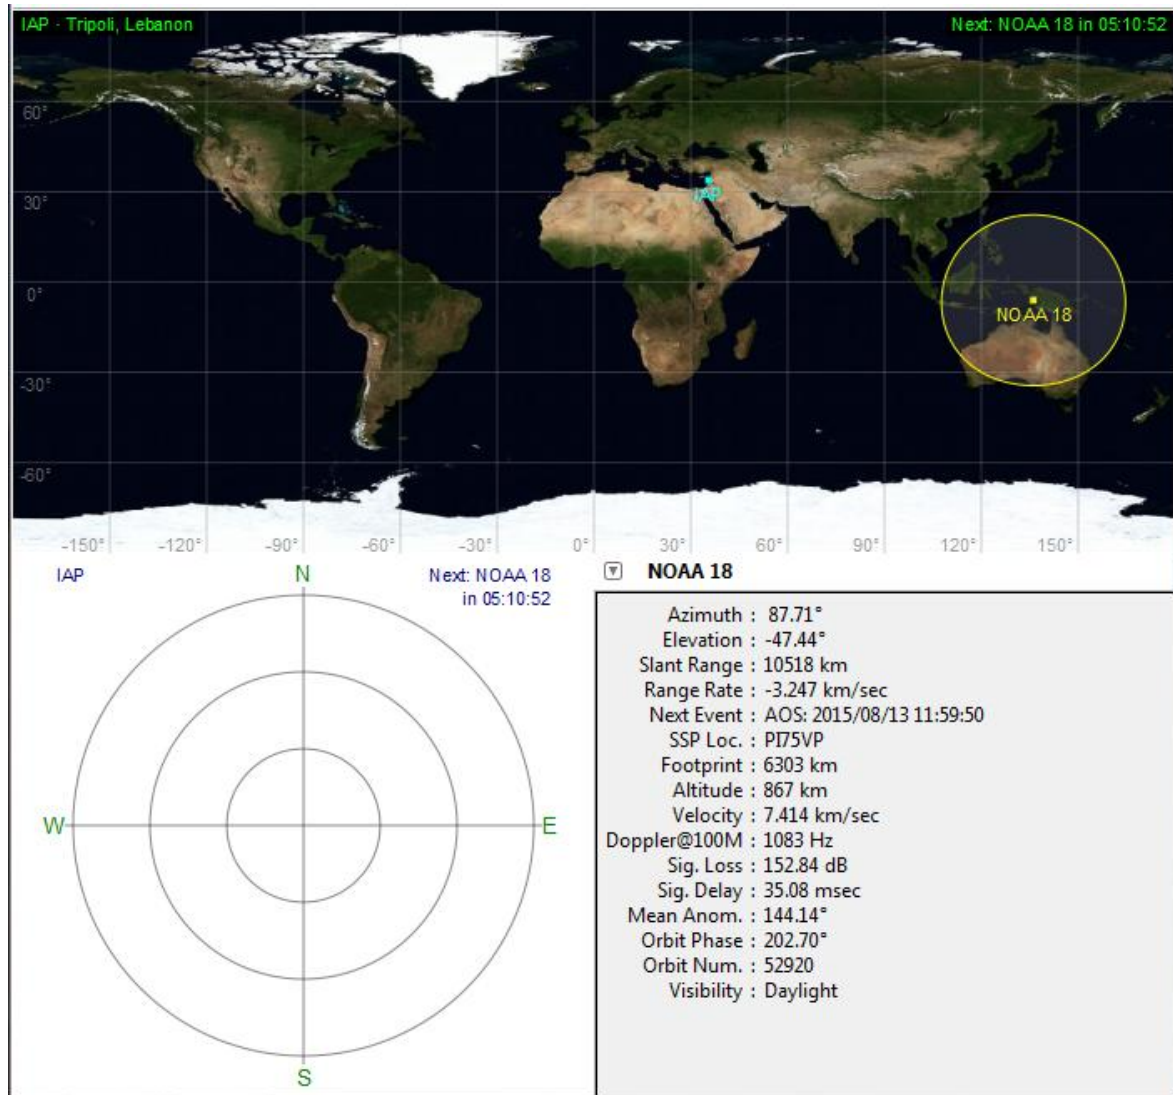 IAP - Tripoli, Lebanon
Next: NOAA 18 in 05:10:52
60°
30°
IAP
0°
NOAA 18
-30°
-60°
-150° -120° -90° -60° -30° 0° 30° 60° 90° 120° 150°
IAP
N
Next: NOAA 18
in 05:10:52
W
E
S
NOAA 18
Azimuth : 87.71°
Elevation : -47.44°
Slant Range : 10518 km
Range Rate : -3.247 km/sec
Next Event : AOS: 2015/08/13 11:59:50
SSP Loc. : PI75VP
Footprint : 6303 km
Altitude : 867 km
Velocity : 7.414 km/sec
Doppler@100M : 1083 Hz
Sig. Loss : 152.84 dB
Sig. Delay : 35.08 msec
Mean Anom. : 144.14°
Orbit Phase : 202.70°
Orbit Num. : 52920
Visibility : Daylight